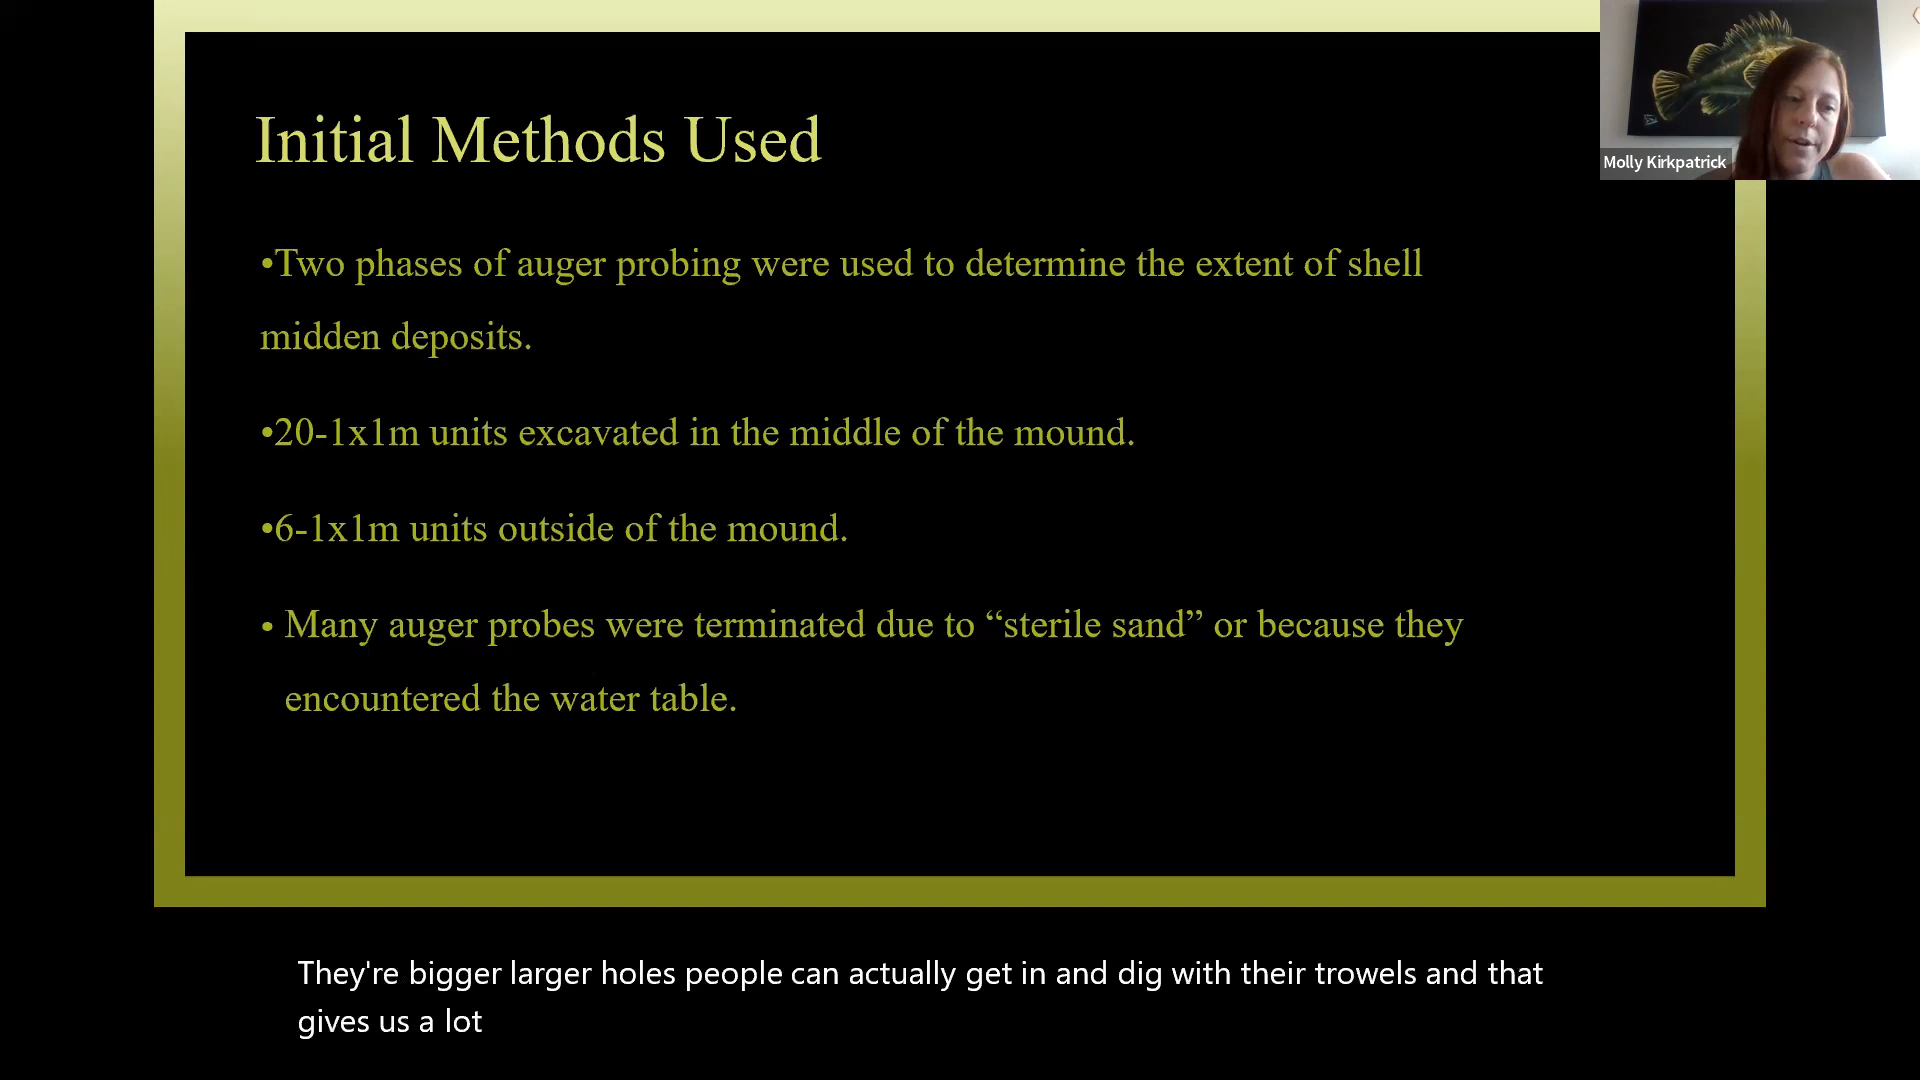 Initial Methods Used
Molly Kirkpatrick
•Two phases of auger probing were used to determine the extent of shell
midden deposits.
•20-1x1m units excavated in the middle of the mound.
•6-1x1m units outside of the mound.
• Many auger probes were terminated due to “sterile sand” or because they
encountered the water table.
They're bigger larger holes people can actually get in and dig with their trowels and that
gives us a lot